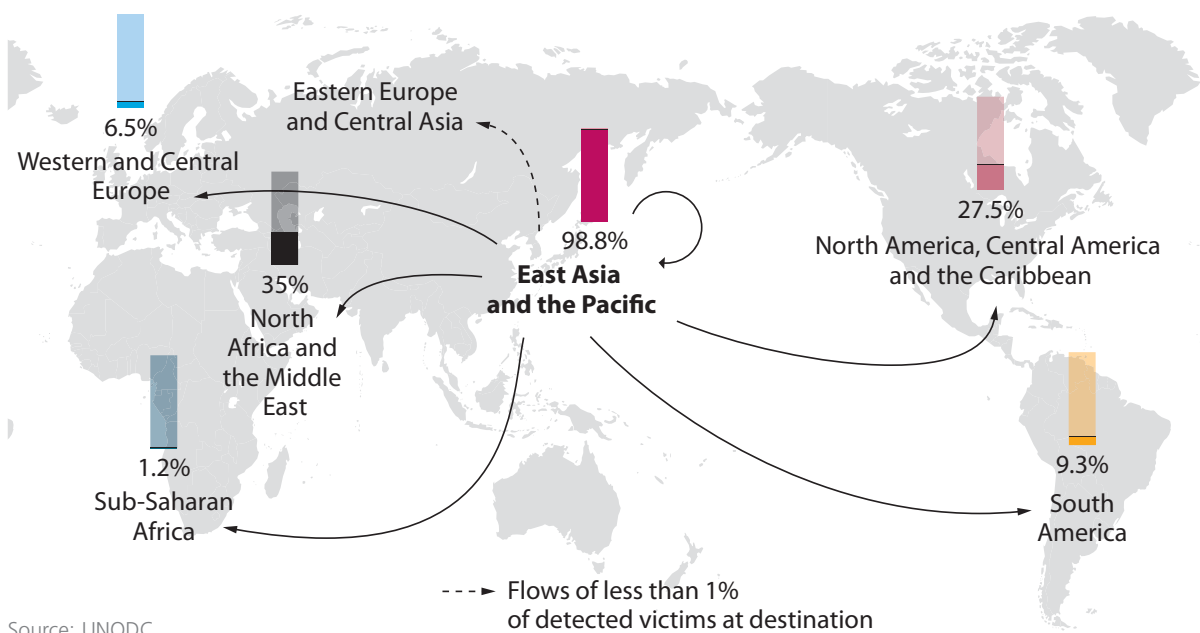 Eastern Europe
and Central Asia
6.5%
Western and Central
Europe
98.8%
East Asia
and the Pacific
27.5%
North America, Central America
and the Caribbean
35%
North
Africa and
the Middle
East
1.2%
Sub-Saharan
Africa
9.3%
South
America
Flows of less than 1%
of detected victims at destination
Source: UNODC